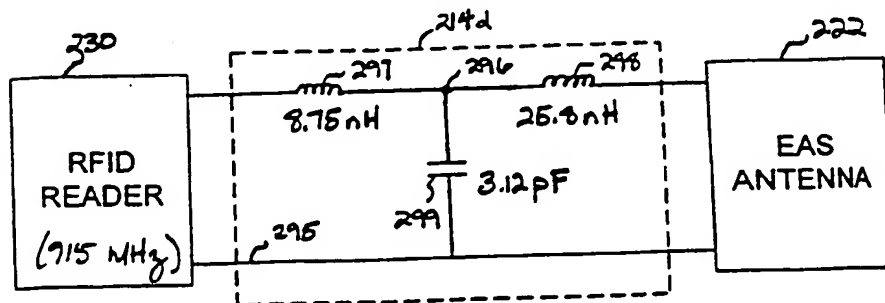 214d
230
222
297
296
298
8.75nH
25.8nH
RFID
READER
(915 MHz)
3.12pF
299
295
EAS
ANTENNA